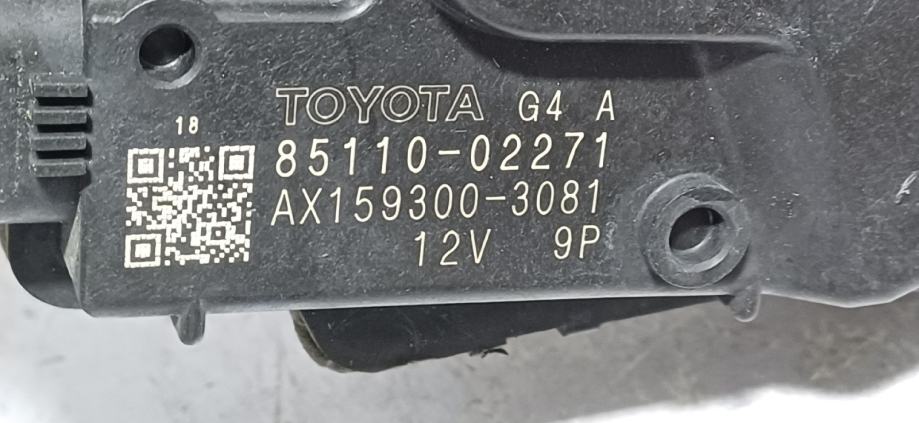 TOYOTA G4 A
18
85110-02271
AX159300-3081
12V 9P